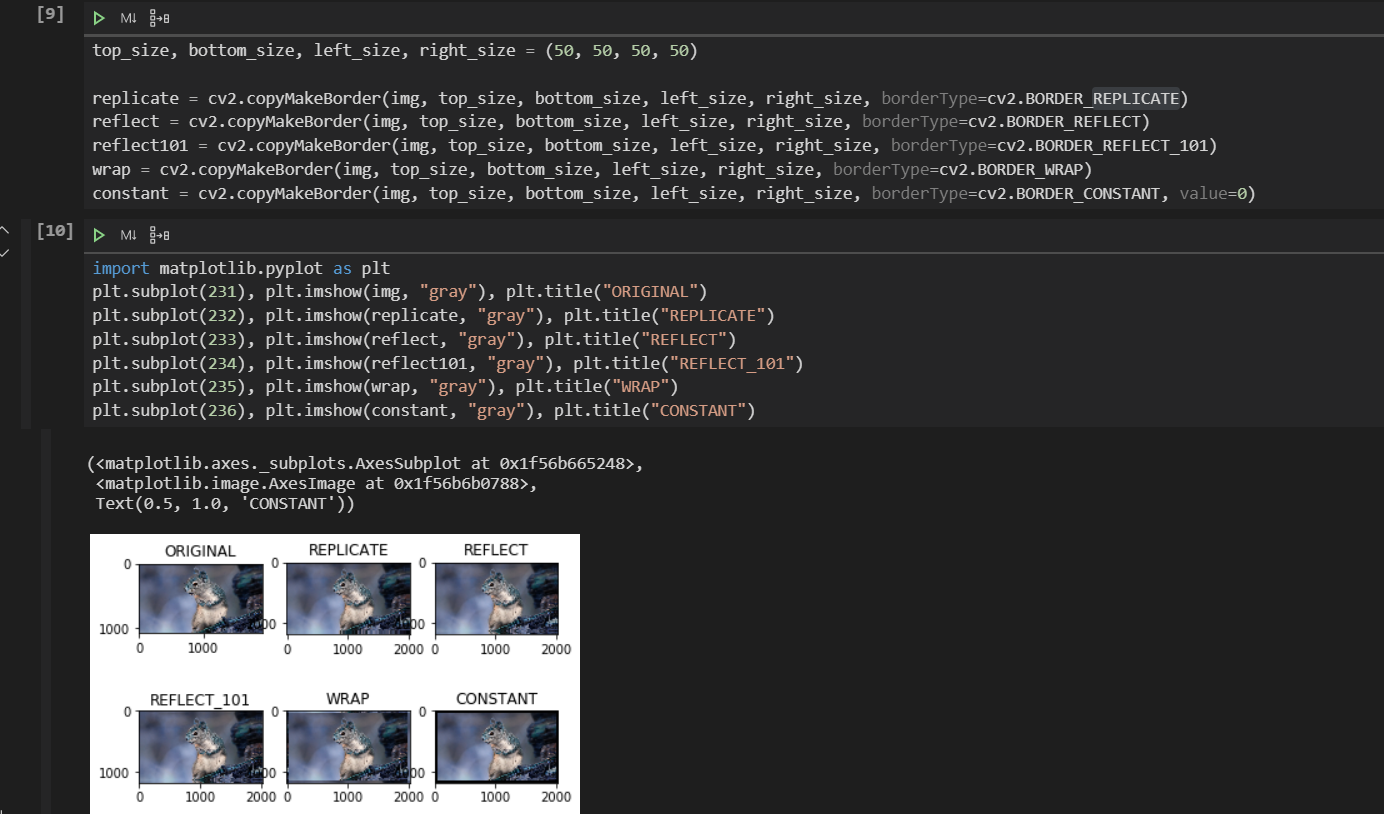 [9]
M↓
top_size, bottom_size, left_size, right_size = (50, 50, 50, 50)
replicate = cv2.copyMakeBorder(img, top_size, bottom_size, left_size, right_size, borderType=cv2.BORDER_REPLICATE)
reflect = cv2.copyMakeBorder(img, top_size, bottom_size, left_size, right_size, borderType=cv2.BORDER_REFLECT)
reflect101 = cv2.copyMakeBorder(img, top_size, bottom_size, left_size, right_size, borderType=cv2.BORDER_REFLECT_101)
wrap = cv2.copyMakeBorder(img, top_size, bottom_size, left_size, right_size, borderType=cv2.BORDER_WRAP)
constant = cv2.copyMakeBorder(img, top_size, bottom_size, left_size, right_size, borderType=cv2.BORDER_CONSTANT, value=0)
[10]
M↓
import matplotlib.pyplot as plt
plt.subplot(231), plt.imshow(img, "gray"), plt.title("ORIGINAL")
plt.subplot(232), plt.imshow(replicate, "gray"), plt.title("REPLICATE")
plt.subplot(233), plt.imshow(reflect, "gray"), plt.title("REFLECT")
plt.subplot(234), plt.imshow(reflect101, "gray"), plt.title("REFLECT_101")
plt.subplot(235), plt.imshow(wrap, "gray"), plt.title("WRAP")
plt.subplot(236), plt.imshow(constant, "gray"), plt.title("CONSTANT")
(<matplotlib.axes._subplots.AxesSubplot at 0x1f56b665248>,
<matplotlib.image.AxesImage at 0x1f56b6b0788>,
Text(0.5, 1.0, 'CONSTANT'))
ORIGINAL REPLICATE REFLECT
0 0 0
1000
0 1000 0 1000 2000 0 1000 2000
REFLECT_101 WRAP CONSTANT
0 0 0
1000
0 1000 2000 0 1000 2000 0 1000 2000